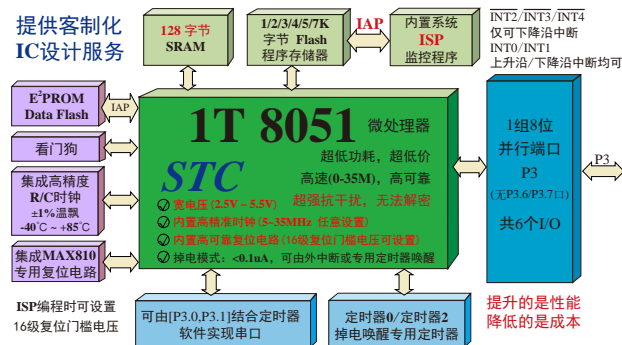 提供客制化
IC设计服务
128 字节
SRAM
1/2/3/4/5/7K
字节 Flash
程序存储器
IAP
内置系统
ISP
监控程序
INT2/INT3/INT4
仅可下降沿中断
INT0/INT1
上升沿/下降沿中断均可
E²PROM
Data Flash
IAP
看门狗
集成高精度
R/C时钟
±1%温飘
-40℃ ~ +85℃
集成MAX810
专用复位电路
1T 8051 微处理器
STC
超低功耗，超低价
高速(0-35M)，高可靠
超强抗干扰，无法解密
宽电压(2.5V ~ 5.5V)
内置高精准时钟(5~35MHz 任意设置)
内置高可靠复位电路(16级复位门槛电压可设置)
掉电模式：<0.1uA，可由外中断或专用定时器唤醒
1组8位
并行端口
P3
(无P3.6/P3.7口)
共6个I/O
P3
ISP编程时可设置
16级复位门槛电压
可由[P3.0,P3.1]结合定时器
软件实现串口
定时器0/定时器2
掉电唤醒专用定时器
提升的是性能
降低的是成本